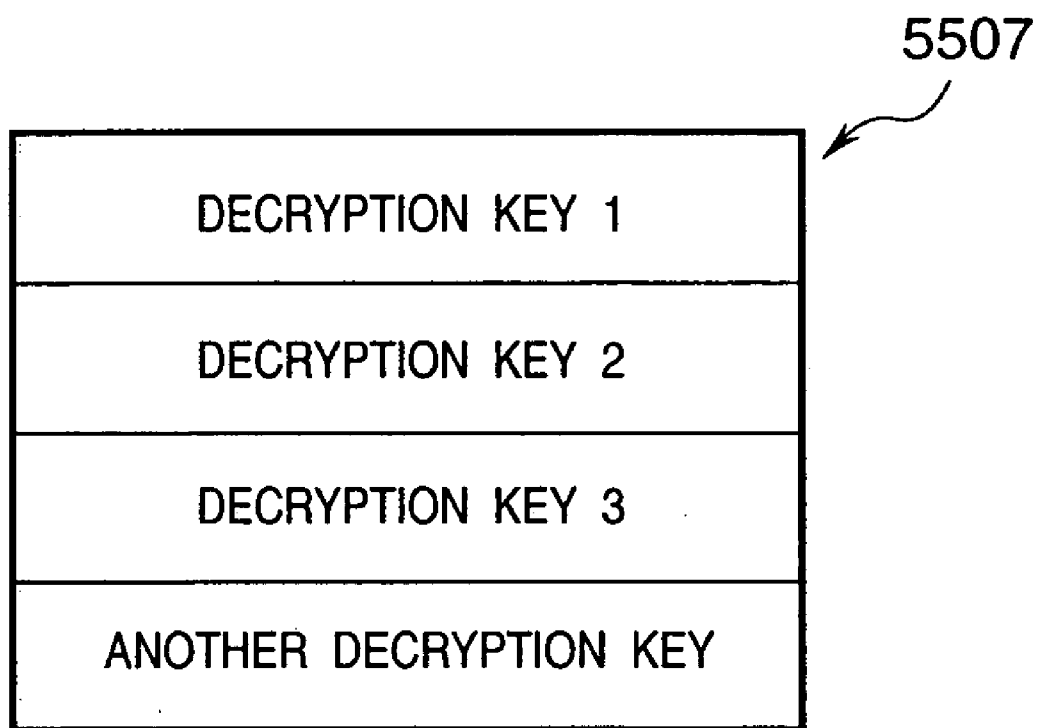 5507
DECRYPTION KEY 1
DECRYPTION KEY 2
DECRYPTION KEY 3
ANOTHER DECRYPTION KEY